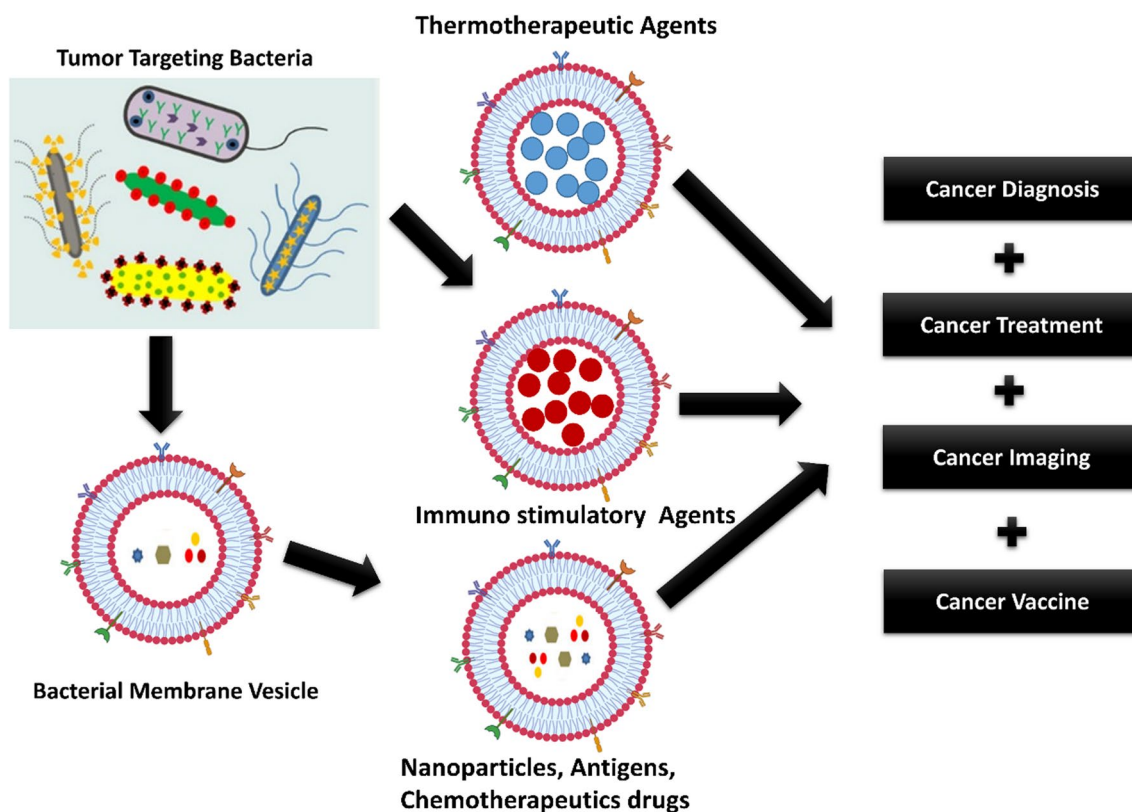 Thermotherapeutic Agents
Tumor Targeting Bacteria
Cancer Diagnosis
+
Cancer Treatment
+
Cancer Imaging
+
Cancer Vaccine
Immuno stimulatory Agents
Bacterial Membrane Vesicle
Nanoparticles, Antigens,
Chemotherapeutics drugs